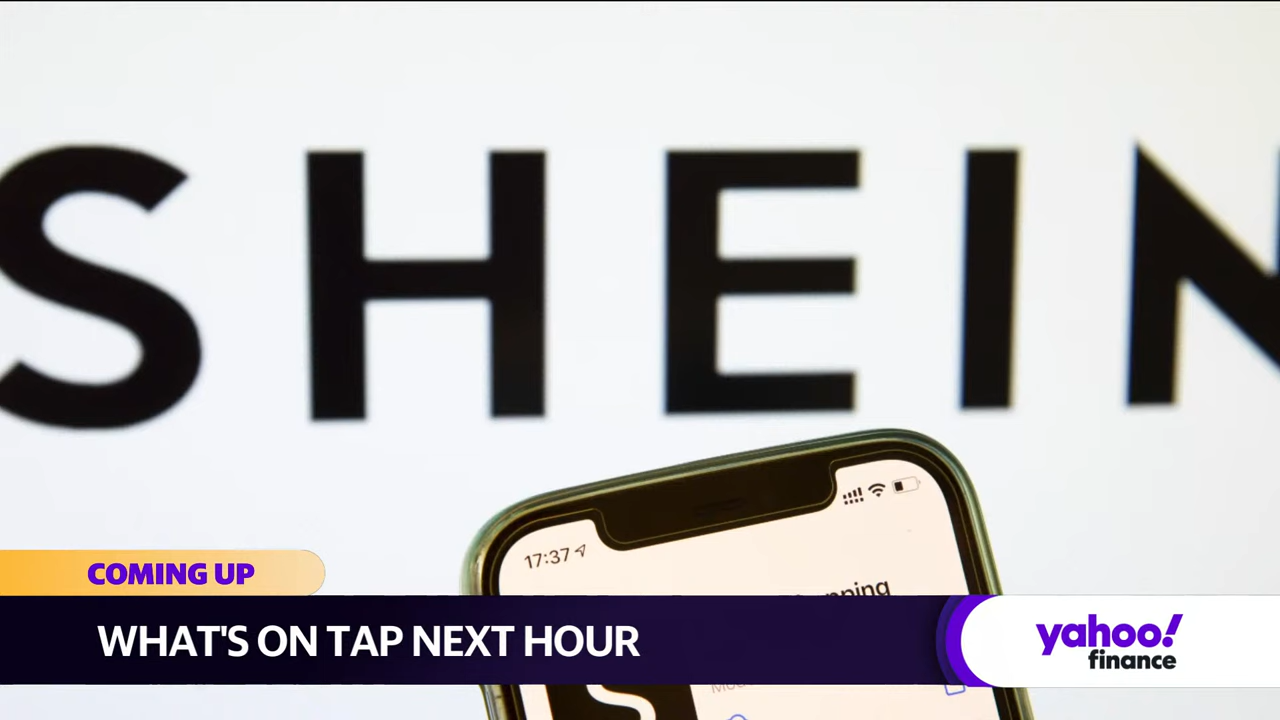 SHEIN
17:37
COMING UP
WHAT'S ON TAP NEXT HOUR
yahoo!
finance
S